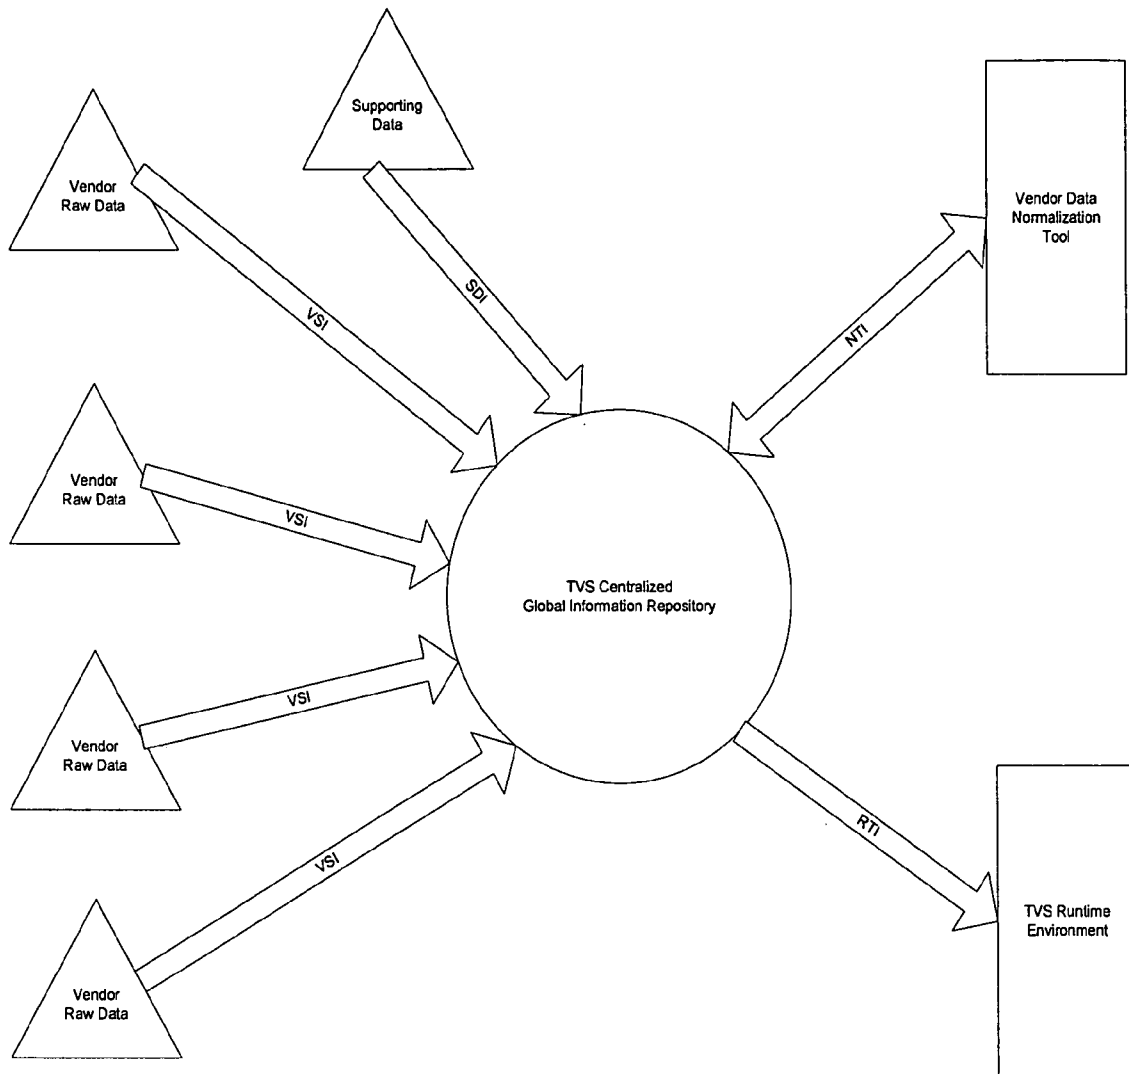 Supporting
Data
Vendor
Raw Data
Vendor Data
Normalization
Tool
SDI
VSI
NTI
Vendor
Raw Data
VSI
TVS Centralized
Global Information Repository
VSI
Vendor
Raw Data
RTI
VSI
TVS Runtime
Environment
Vendor
Raw Data